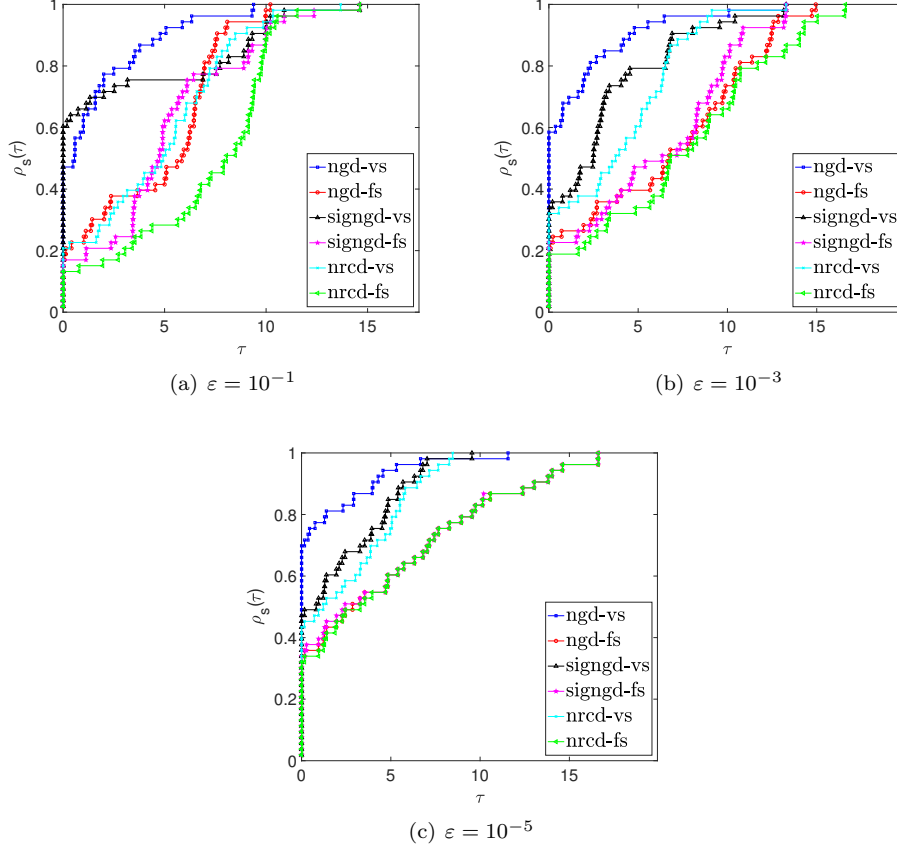 1
0.8
0.6
0.4
0.2
0
0 5 10 15
ρs(τ)
τ
ngd-vs
ngd-fs
signgd-vs
signgd-fs
nrcd-vs
nrcd-fs
(a) ε = 10⁻¹
1
0.8
0.6
0.4
0.2
0
0 5 10 15
ρs(τ)
τ
ngd-vs
ngd-fs
signgd-vs
signgd-fs
nrcd-vs
nrcd-fs
(b) ε = 10⁻³
1
0.8
0.6
0.4
0.2
0
0 5 10 15
ρs(τ)
τ
ngd-vs
ngd-fs
signgd-vs
signgd-fs
nrcd-vs
nrcd-fs
(c) ε = 10⁻⁵